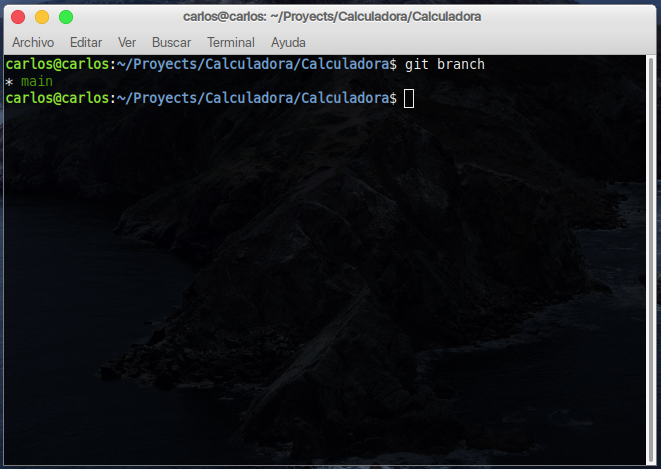 carlos@carlos: ~/Proyects/Calculadora/Calculadora
Archivo Editar Ver Buscar Terminal Ayuda
carlos@carlos:~/Proyects/Calculadora/Calculadora$ git branch
* main
carlos@carlos:~/Proyects/Calculadora/Calculadora$